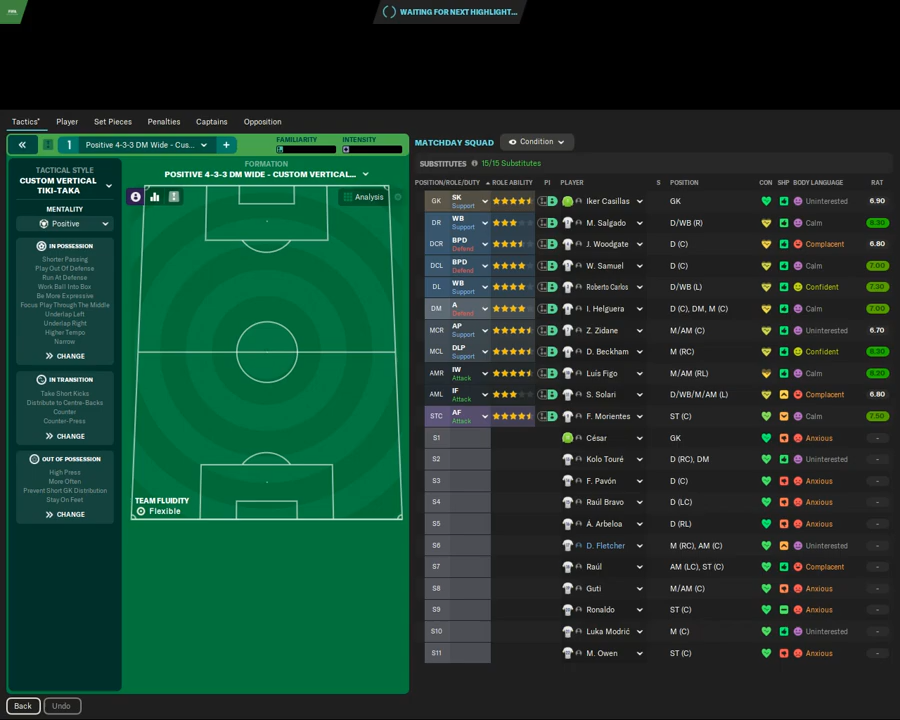 WAITING FOR NEXT HIGHLIGHT...
Tactics* Player Set Pieces Penalties Captains Opposition
1 Positive 4-3-3 DM Wide - Cus... FAMILIARITY INTENSITY
TACTICAL STYLE
CUSTOM VERTICAL
TIKI-TAKA
MENTALITY
Positive
IN POSSESSION
Shorter Passing
Play Out Of Defence
Run At Defence
Work Ball Into Box
Be More Expressive
Focus Play Through The Middle
Underlap Left
Underlap Right
Higher Tempo
Narrow
CHANGE
IN TRANSITION
Take Short Kicks
Distribute to Centre-Backs
Counter
Counter-Press
CHANGE
OUT OF POSSESSION
High Press
More Often
Prevent Short GK Distribution
Stay On Feet
CHANGE
FORMATION
POSITIVE 4-3-3 DM WIDE - CUSTOM VERTICAL...
Analysis
TEAM FLUIDITY
Flexible
MATCHDAY SQUAD Condition
SUBSTITUTES 15/15 Substitutes
POSITION/ROLE/DUTY ROLE ABILITY PI PLAYER S POSITION CON SHP BODY LANGUAGE RAT
GK SK Support Iker Casillas GK Uninterested 6.90
DR WB Support M. Salgado D/WB (R) Calm 8.30
DCR BPD Defend J. Woodgate D (C) Complacent 6.80
DCL BPD Defend W. Samuel D (C) Calm 7.00
DL WB Support Roberto Carlos D/WB (L) Confident 7.30
DM A Defend I. Helguera D (C), DM, M (C) Calm 7.00
MCR AP Support Z. Zidane M/AM (C) Uninterested 6.70
MCL DLP Support D. Beckham M (RC) Confident 8.30
AMR IW Attack Luís Figo M/AM (RL) Calm 8.20
AML IF Attack S. Solari D/WB/M/AM (L) Complacent 6.80
STC AF Attack F. Morientes ST (C) Calm 7.50
S1 César GK Anxious -
S2 Kolo Touré D (RC), DM Uninterested -
S3 F. Pavón D (C) Anxious -
S4 Raúl Bravo D (LC) Anxious -
S5 A. Arbeloa D (RL) Anxious -
S6 D. Fletcher M (RC), AM (C) Uninterested -
S7 Raúl AM (LC), ST (C) Complacent -
S8 Guti M/AM (C) Anxious -
S9 Ronaldo ST (C) Anxious -
S10 Luka Modrić M (C) Uninterested -
S11 M. Owen ST (C) Anxious -
Back Undo